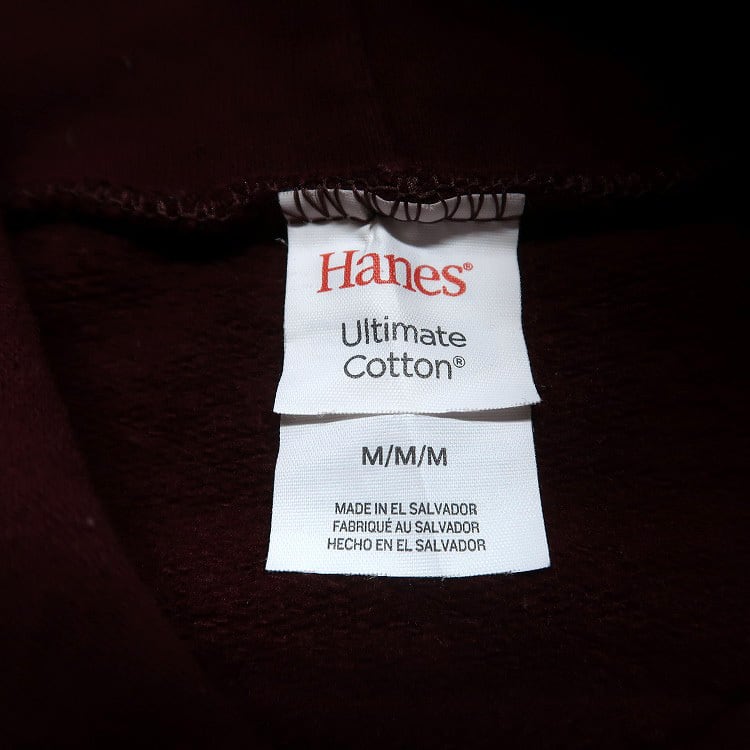 Hanes®
Ultimate
Cotton®
M/M/M
MADE IN EL SALVADOR
FABRIQUÉ AU SALVADOR
HECHO EN EL SALVADOR